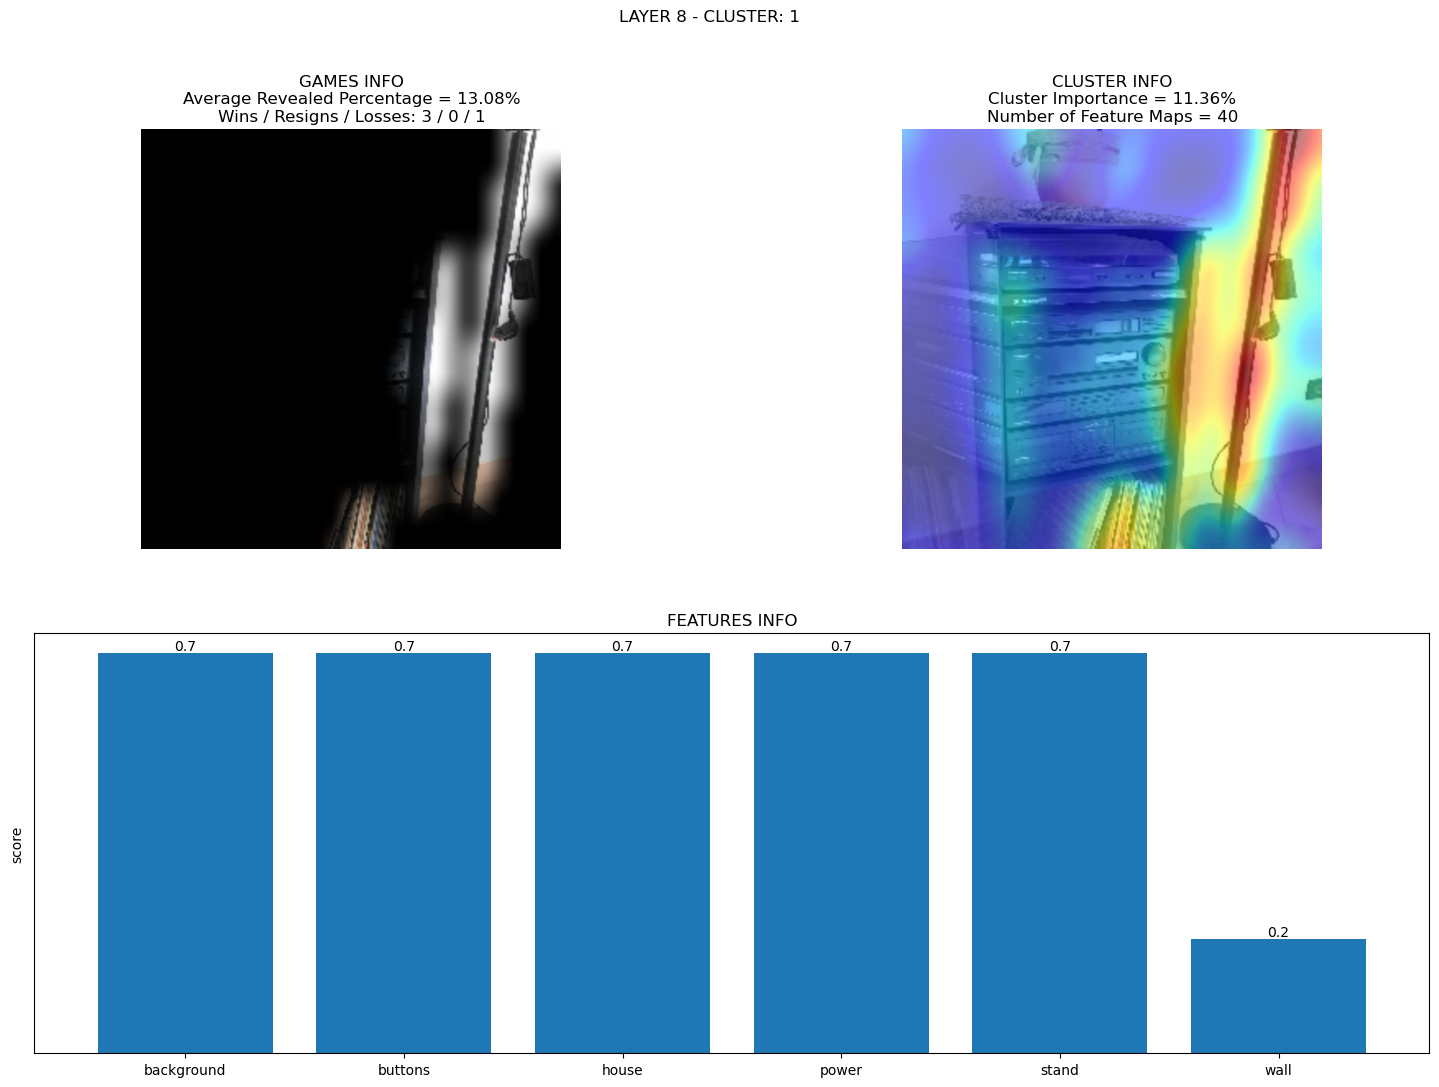 LAYER 8 - CLUSTER: 1
GAMES INFO
Average Revealed Percentage = 13.08%
Wins / Resigns / Losses: 3 / 0 / 1
CLUSTER INFO
Cluster Importance = 11.36%
Number of Feature Maps = 40
FEATURES INFO
score
0.7
0.7
0.7
0.7
0.7
0.2
background
buttons
house
power
stand
wall